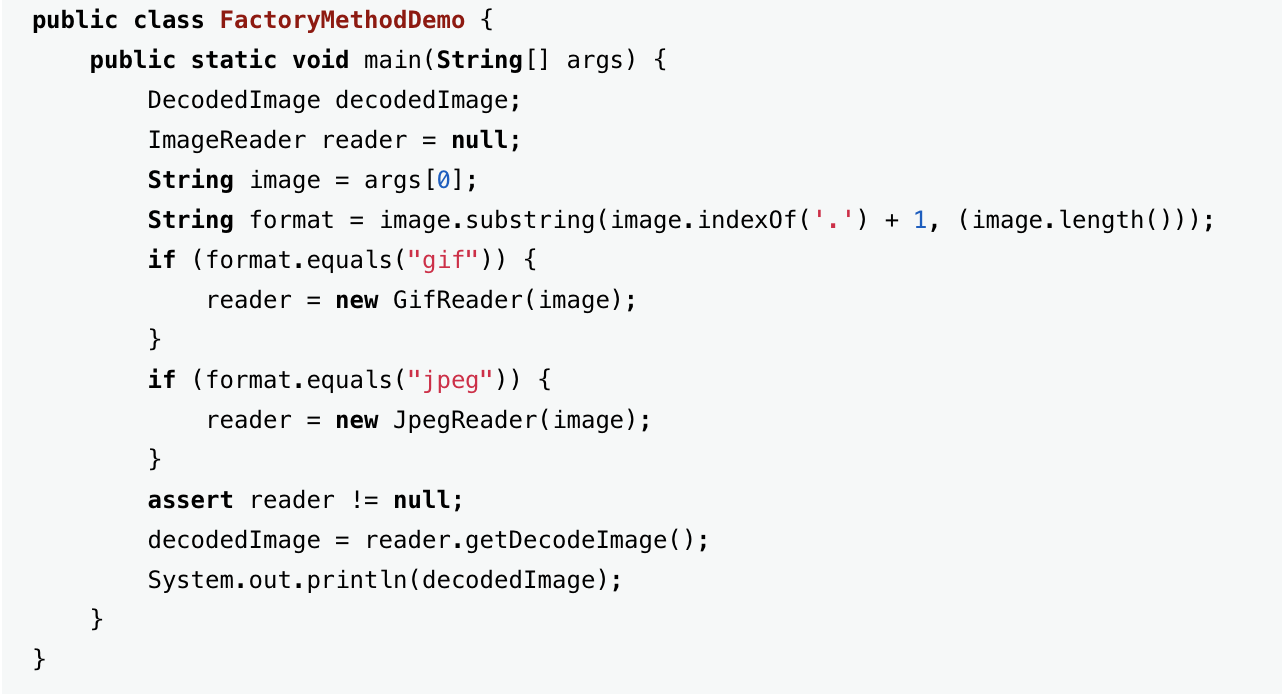 public class FactoryMethodDemo {
    public static void main(String[] args) {
        DecodedImage decodedImage;
        ImageReader reader = null;
        String image = args[0];
        String format = image.substring(image.indexOf('.') + 1, (image.length()));
        if (format.equals("gif")) {
            reader = new GifReader(image);
        }
        if (format.equals("jpeg")) {
            reader = new JpegReader(image);
        }
        assert reader != null;
        decodedImage = reader.getDecodeImage();
        System.out.println(decodedImage);
    }
}